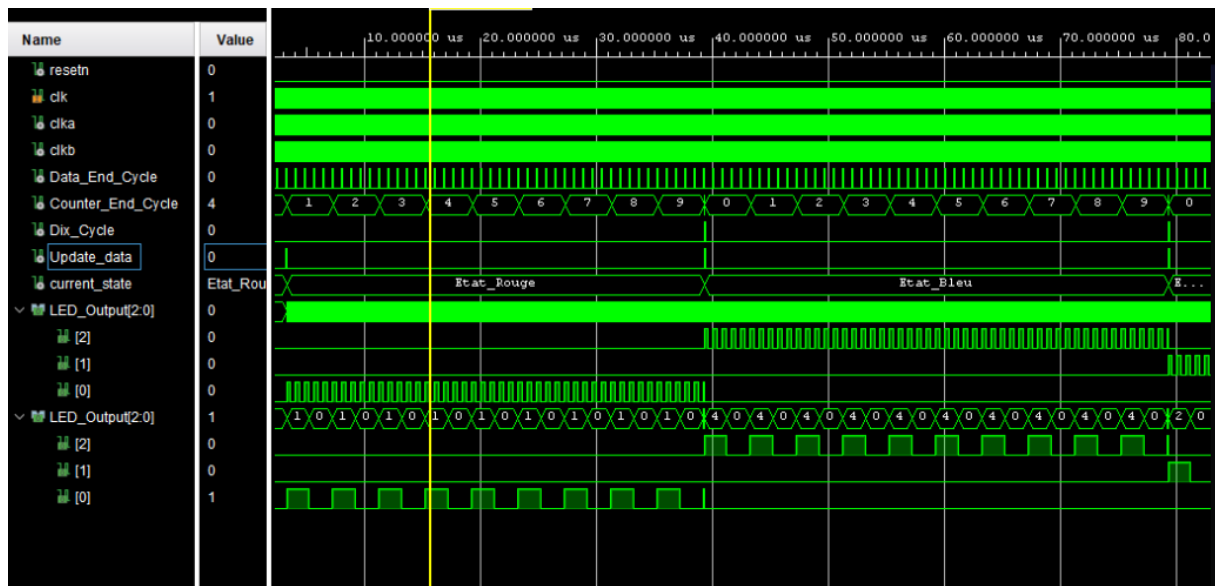 Name Value 10.000000 us 20.000000 us 30.000000 us 40.000000 us 50.000000 us 60.000000 us 70.000000 us 80.0
resetn 0
clk 1
clka 0
clkb 0
Data_End_Cycle 0
Counter_End_Cycle 4 1 2 3 4 5 6 7 8 9 0 1 2 3 4 5 6 7 8 9 0
Dix_Cycle 0
Update_data 0
current_state Etat_Rou Etat_Rouge Etat_Bleu E...
LED_Output[2:0] 0
[2] 0
[1] 0
[0] 0
LED_Output[2:0] 1 1 0 1 0 1 0 1 0 1 0 1 0 1 0 1 0 1 0 4 0 4 0 4 0 4 0 4 0 4 0 4 0 4 0 4 0 4 0 2 0
[2] 0
[1] 0
[0] 1